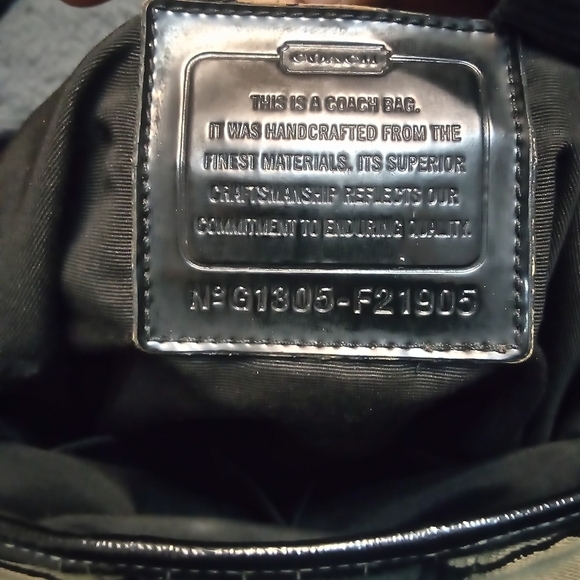 COACH
THIS IS A COACH BAG.
IT WAS HANDCRAFTED FROM THE
FINEST MATERIALS. ITS SUPERIOR
CRAFTSMANSHIP REFLECTS OUR
COMMITMENT TO ENDURING QUALITY.
Nº G1305-F21905